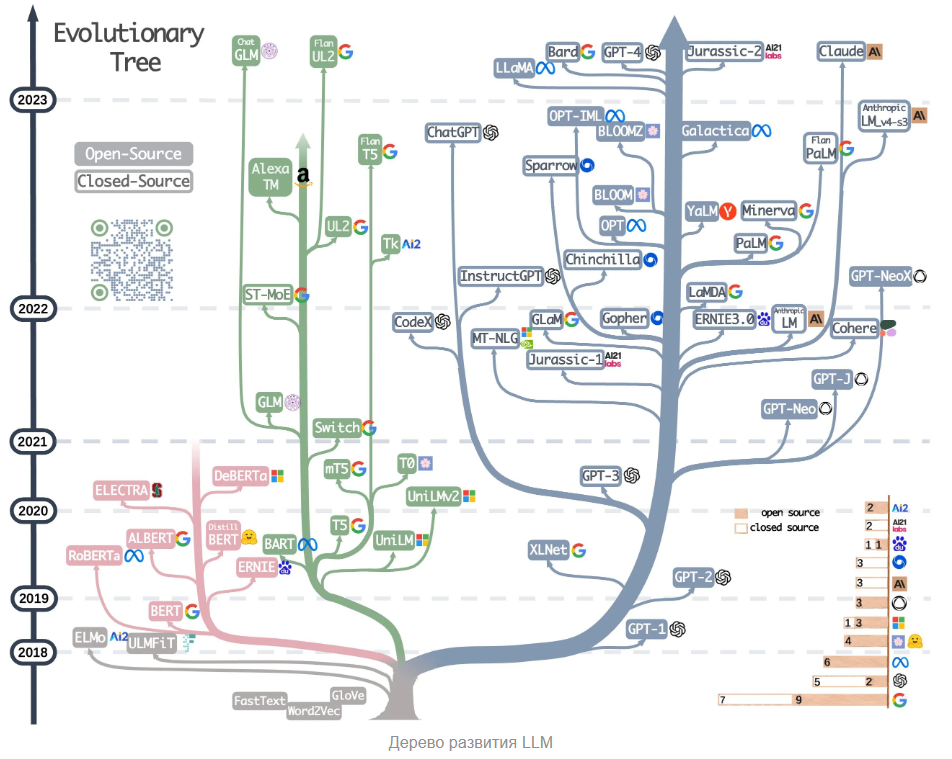 Evolutionary
Tree
Open-Source
Closed-Source
2023
2022
2021
2020
2019
2018
Chat
GLM
Flan
UL2
Alexa
TM
a
Flan
T5
UL2
Tk
Ai2
ST-MoE
GLM
Switch
mT5
T0
UniLMv2
T5
BART
UniLM
DeBERTa
ELECTRA
S
Distill
BERT
ALBERT
RoBERTa
ERNIE
BERT
ELMo
Ai2
ULMFiT
FastText
Word2Vec
GloVe
Bard
GPT-4
Jurassic-2
AI21
labs
Claude
A\
LLaMA
ChatGPT
OPT-IML
BLOOMZ
Galactica
Anthropic
LM_v4-s3
A\
Flan
PaLM
Sparrow
BLOOM
OPT
YaLM
Y
Minerva
PaLM
Chinchilla
InstructGPT
GPT-NeoX
LaMDA
CodeX
GLaM
Gopher
ERNIE3.0
Anthropic
LM
A\
Cohere
MT-NLG
Jurassic-1
AI21
labs
GPT-J
GPT-Neo
GPT-3
XLNet
GPT-2
GPT-1
open source
closed source
2 Ai2
2 AI21
labs
1 1
3
3 A\
3
1 3
4
6
5 2
7 9
Дерево развития LLM